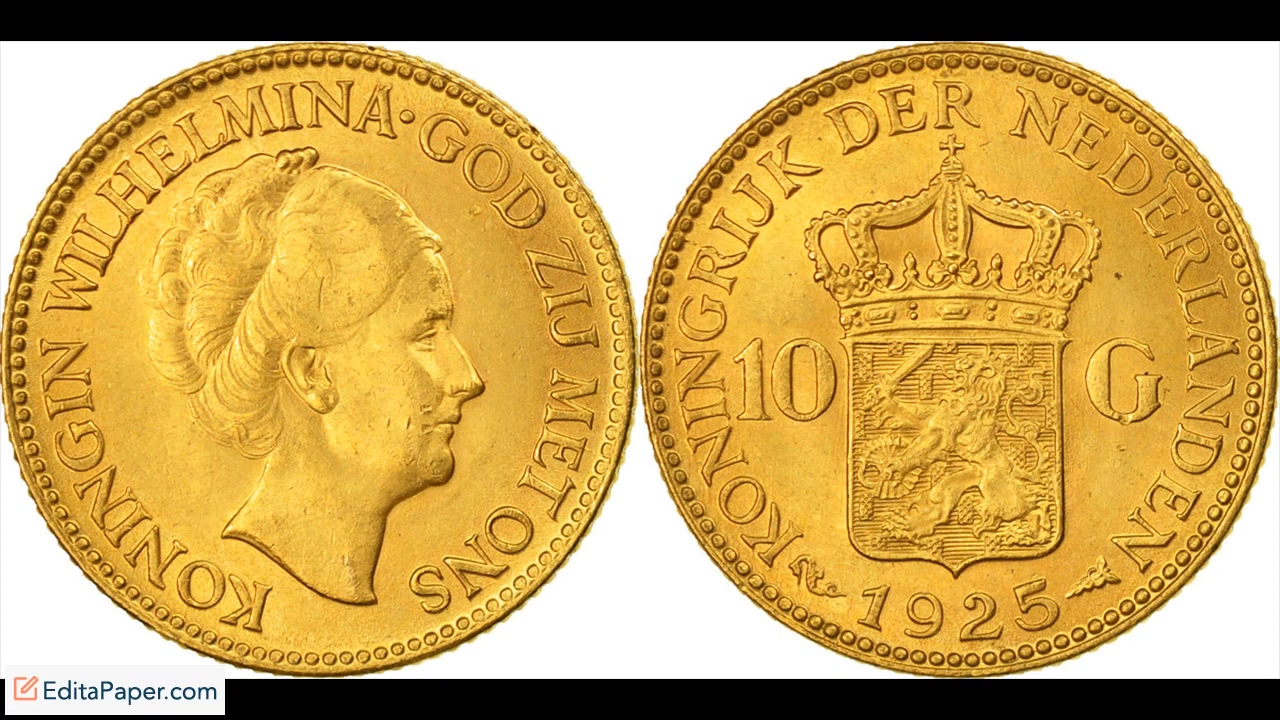 KONINGIN WILHELMINA · GOD ZIJ MET ONS
KONINGRIJK DER NEDERLANDEN
10 G
1925
EditaPaper.com